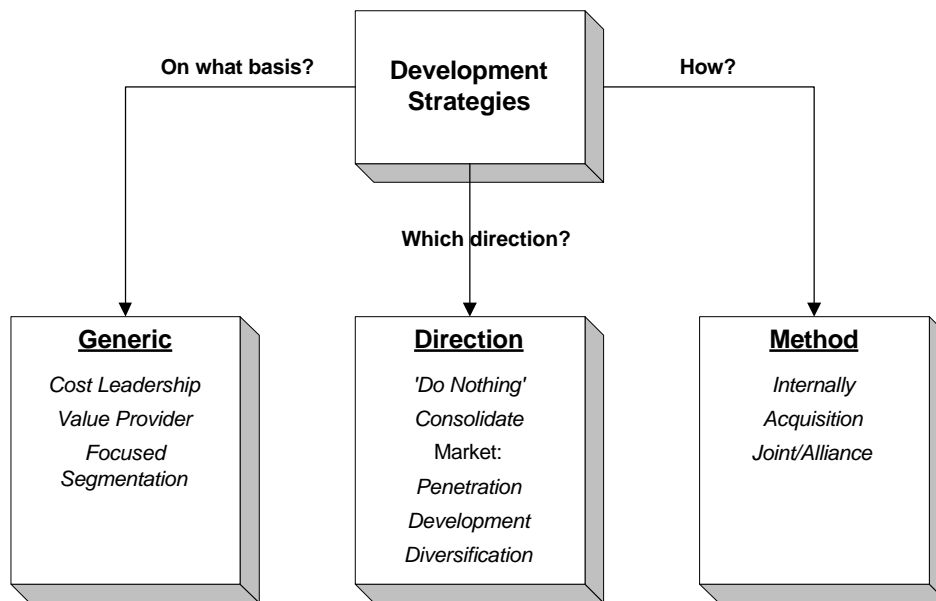 On what basis?
Development
Strategies
How?
Which direction?
Generic
Cost Leadership
Value Provider
Focused
Segmentation
Direction
'Do Nothing'
Consolidate
Market:
Penetration
Development
Diversification
Method
Internally
Acquisition
Joint/Alliance